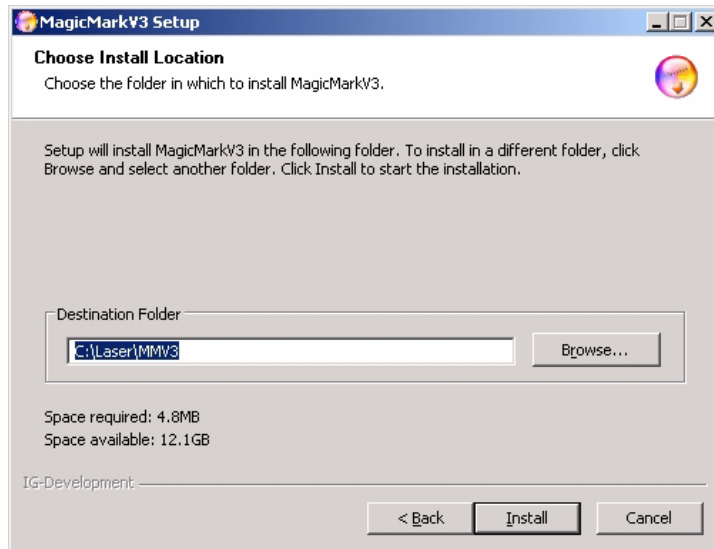 MagicMarkV3 Setup
Choose Install Location
Choose the folder in which to install MagicMarkV3.
Setup will install MagicMarkV3 in the following folder. To install in a different folder, click
Browse and select another folder. Click Install to start the installation.
Destination Folder
C:\Laser\MMV3
Browse...
Space required: 4.8MB
Space available: 12.1GB
IG-Development
< Back
Install
Cancel